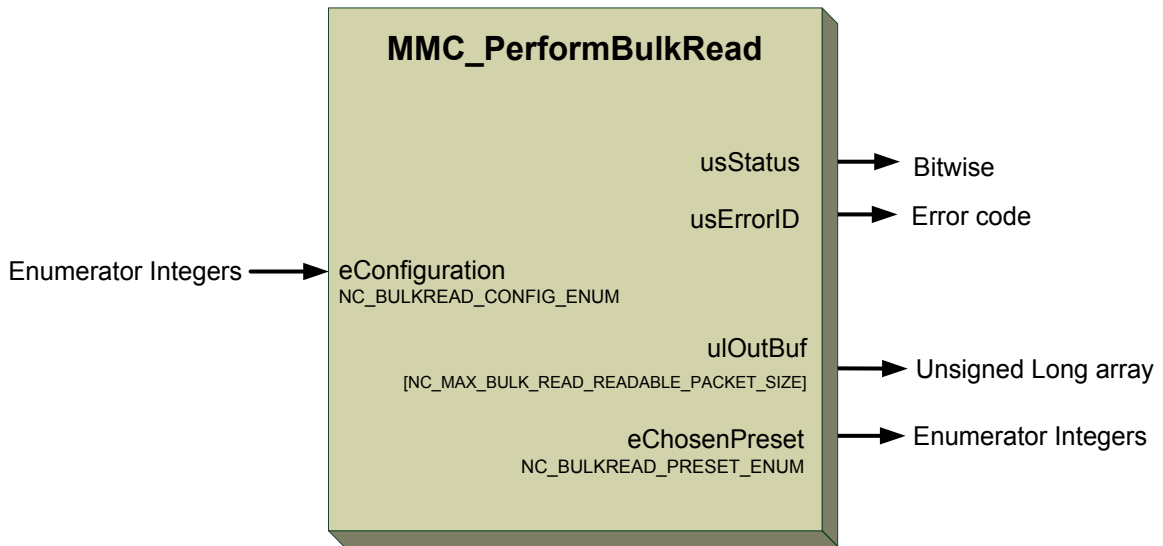 MMC_PerformBulkRead
usStatus
Bitwise
usErrorID
Error code
Enumerator Integers
eConfiguration
NC_BULKREAD_CONFIG_ENUM
ulOutBuf
[NC_MAX_BULK_READ_READABLE_PACKET_SIZE]
Unsigned Long array
eChosenPreset
NC_BULKREAD_PRESET_ENUM
Enumerator Integers